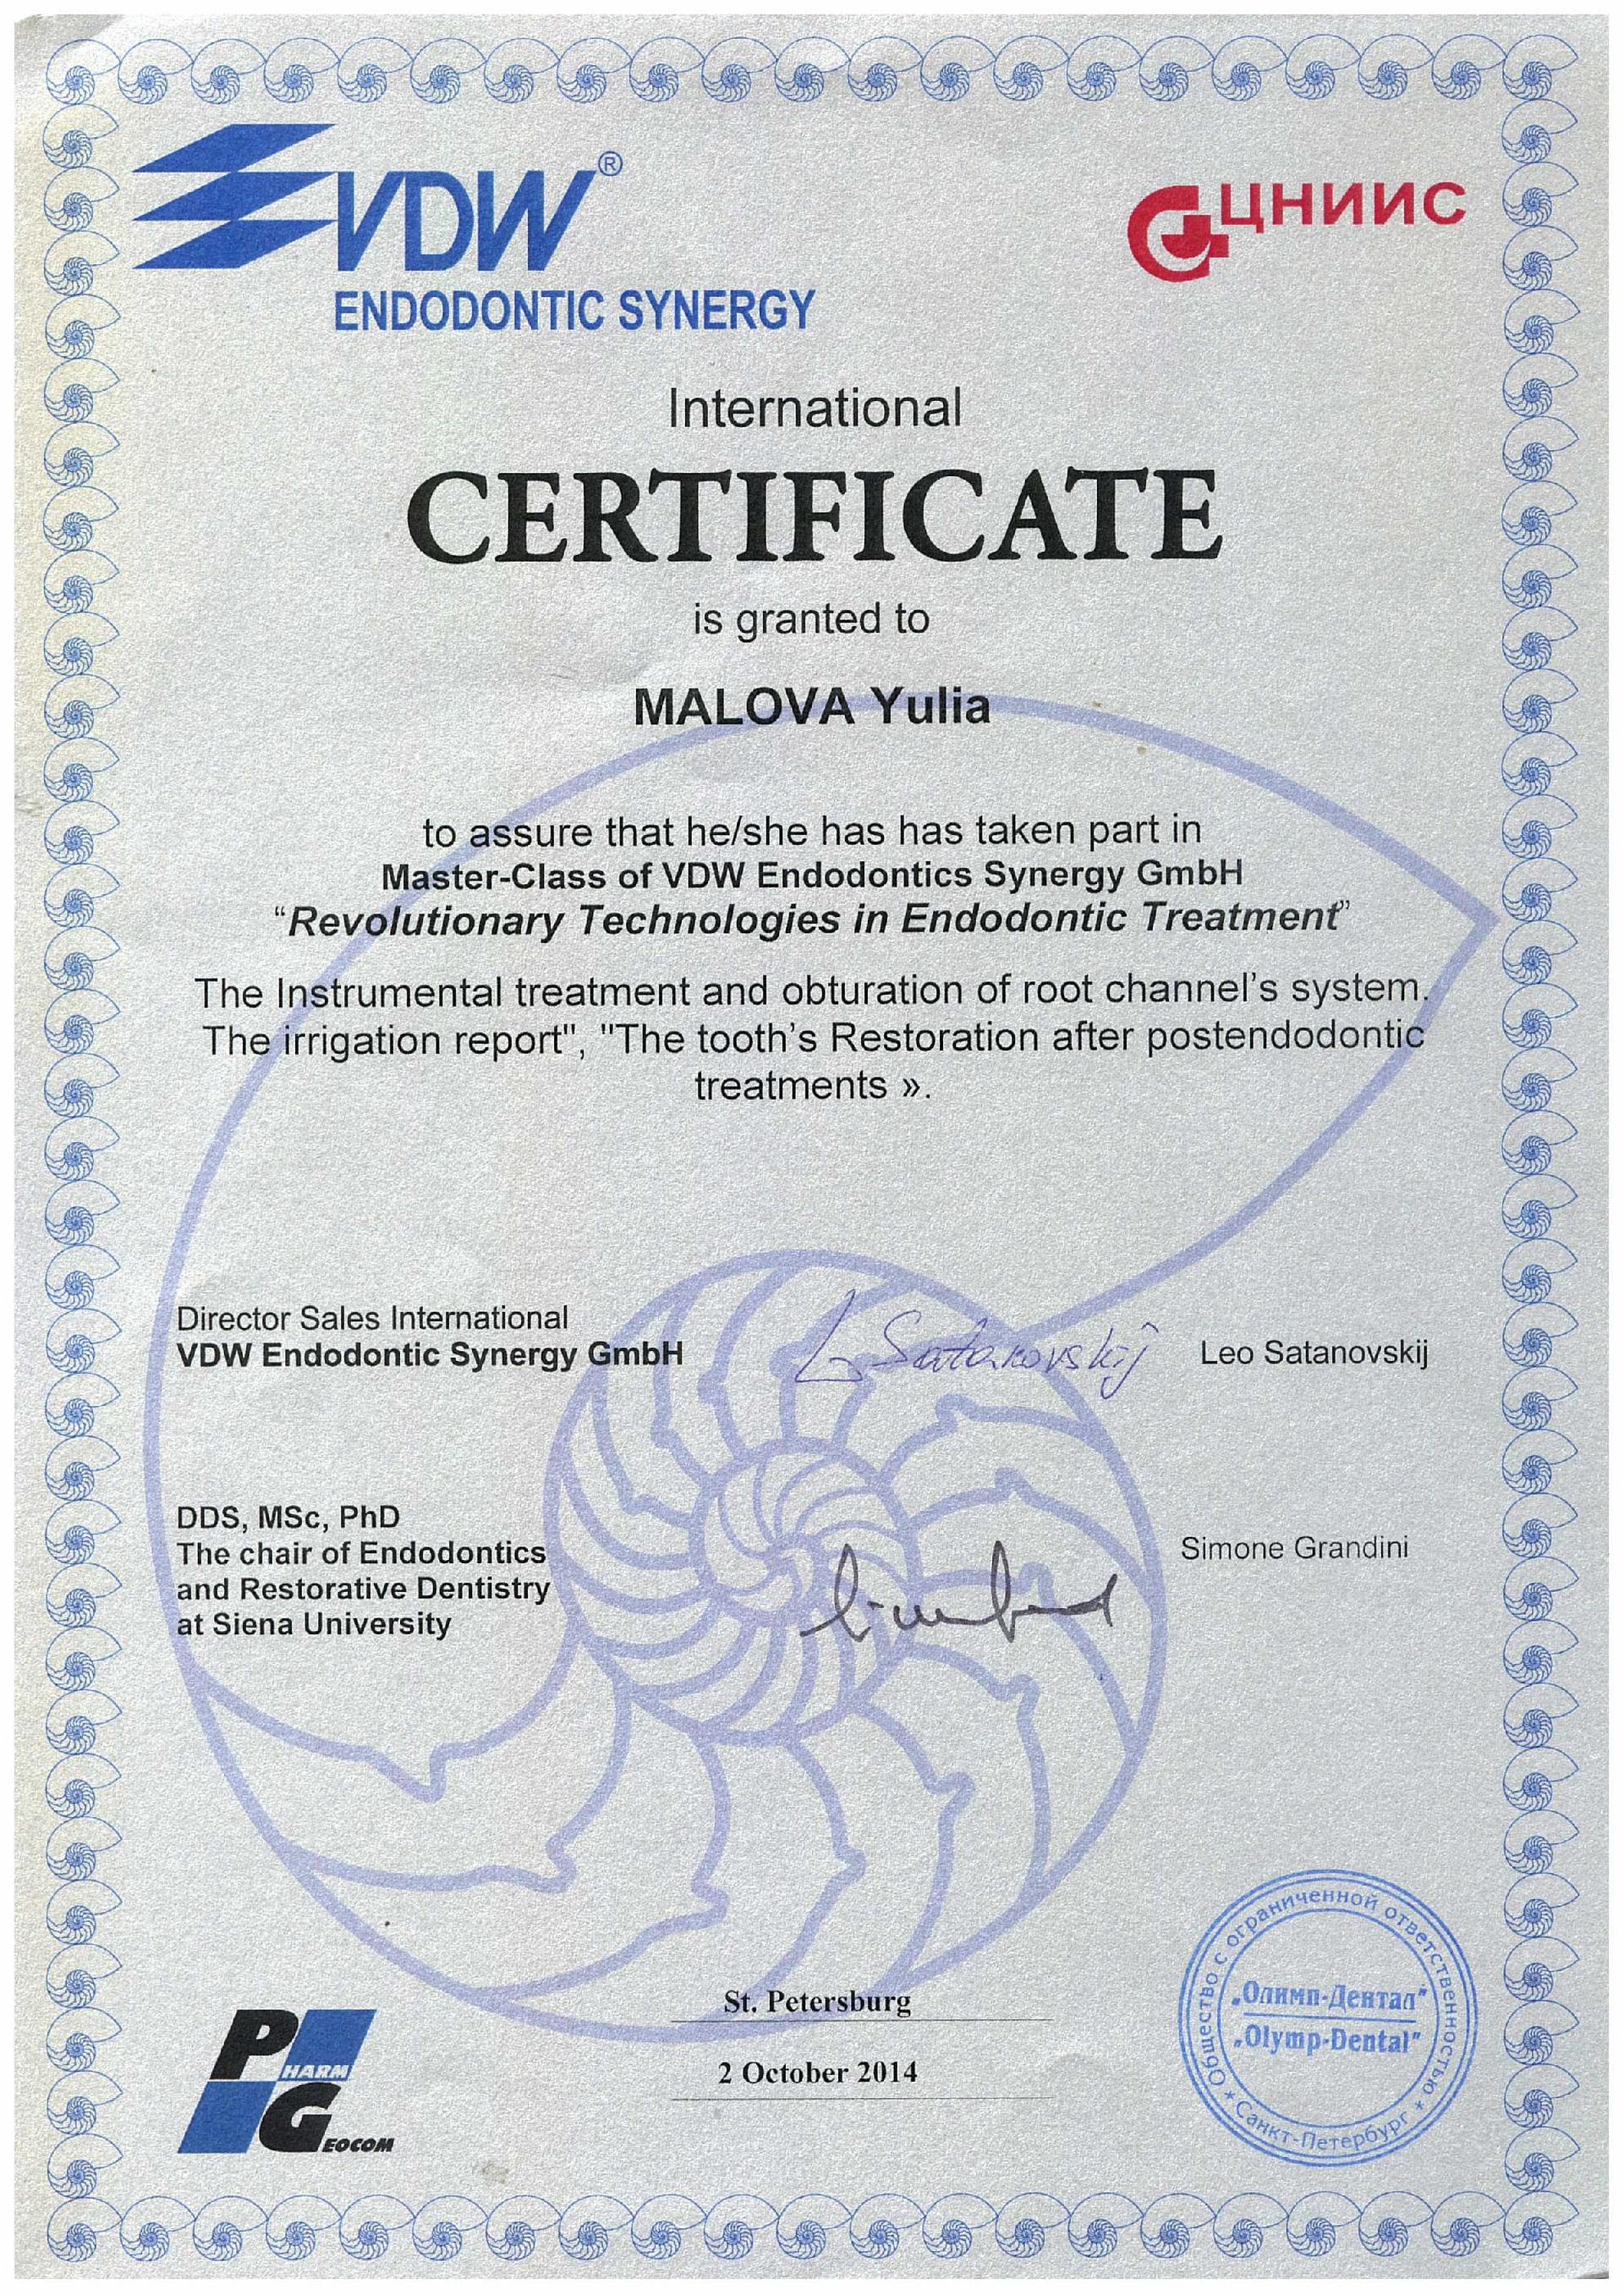 VDW®
ENDODONTIC SYNERGY
ЦНИИС
International
CERTIFICATE
is granted to
MALOVA Yulia
to assure that he/she has has taken part in
Master-Class of VDW Endodontics Synergy GmbH
“Revolutionary Technologies in Endodontic Treatment”
The Instrumental treatment and obturation of root channel’s system.
The irrigation report", "The tooth’s Restoration after postendodontic
treatments ».
Director Sales International
VDW Endodontic Synergy GmbH
L Satanovskij
Leo Satanovskij
DDS, MSc, PhD
The chair of Endodontics
and Restorative Dentistry
at Siena University
Simone Grandini
St. Petersburg
2 October 2014
PHARM
GEOCOM
Общество с ограниченной ответственностью
„Олимп-Дентал”
„Olymp-Dental”
* Санкт-Петербург *